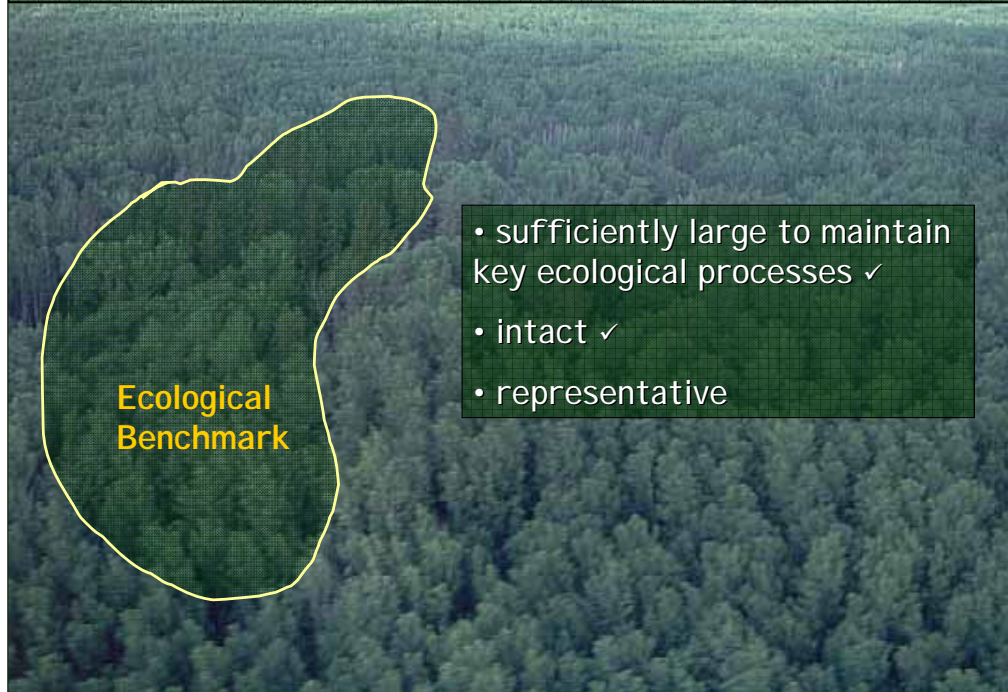 • sufficiently large to maintain
key ecological processes ✓
• intact ✓
• representative
Ecological
Benchmark